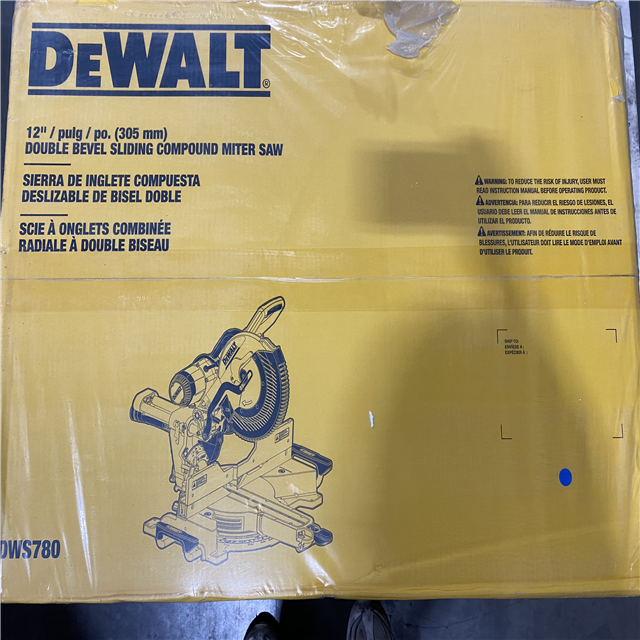 DEWALT®
12" / pulg / po. (305 mm)
DOUBLE BEVEL SLIDING COMPOUND MITER SAW
SIERRA DE INGLETE COMPUESTA
DESLIZABLE DE BISEL DOBLE
SCIE À ONGLETS COMBINÉE
RADIALE À DOUBLE BISEAU
WARNING: TO REDUCE THE RISK OF INJURY, USER MUST
READ INSTRUCTION MANUAL BEFORE OPERATING PRODUCT.
ADVERTENCIA: PARA REDUCIR EL RIESGO DE LESIONES, EL
USUARIO DEBE LEER EL MANUAL DE INSTRUCCIONES ANTES DE
UTILIZAR EL PRODUCTO.
AVERTISSEMENT: AFIN DE RÉDUIRE LE RISQUE DE
BLESSURES, L'UTILISATEUR DOIT LIRE LE MODE D'EMPLOI AVANT
D'UTILISER LE PRODUIT.
SHIP TO:
ENVÍESE A :
EXPÉDIER À :
DEWALT
DWS780